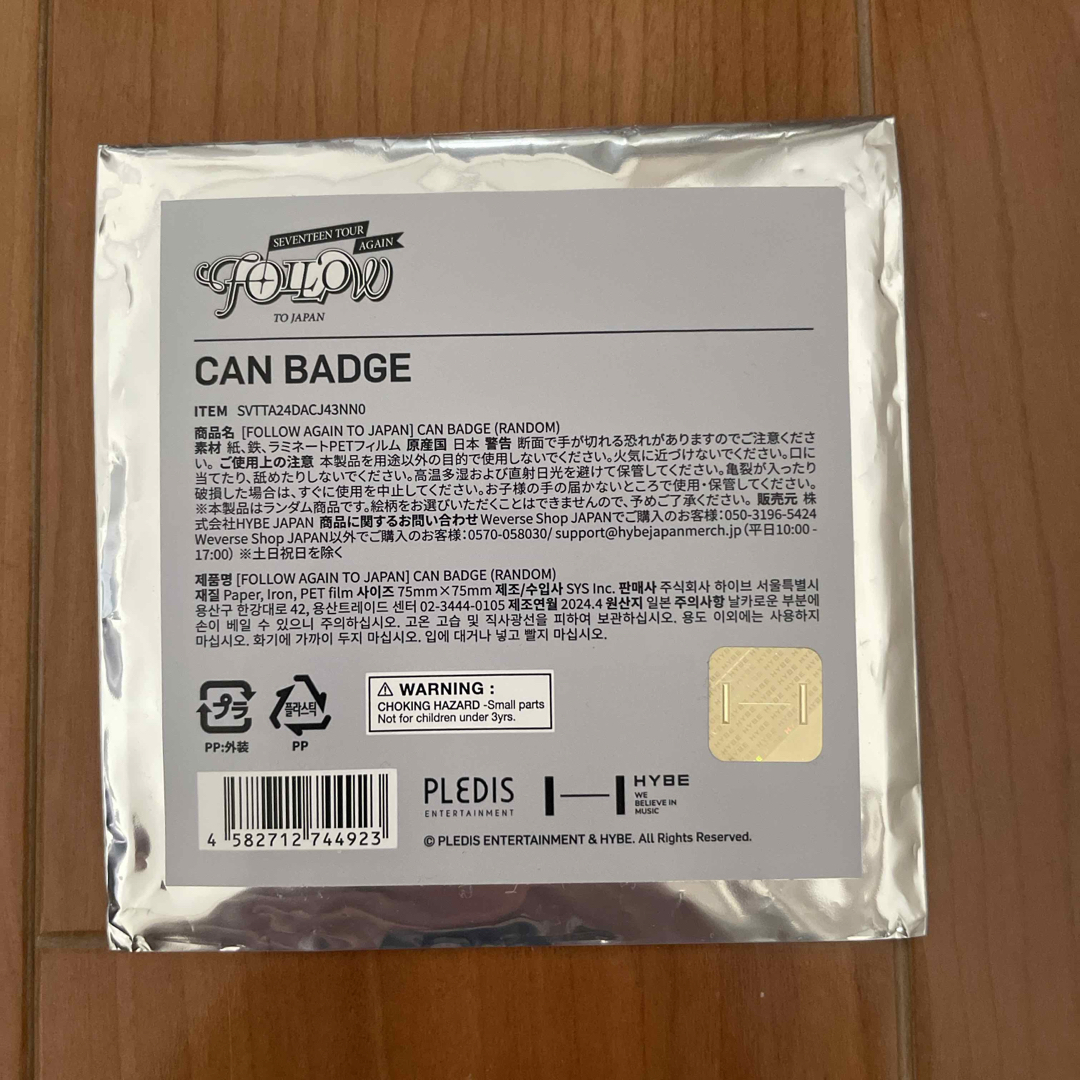 SEVENTEEN TOUR
AGAIN
FOLLOW
TO JAPAN
CAN BADGE
ITEM SVTTA24DACJ43NN0
商品名 [FOLLOW AGAIN TO JAPAN] CAN BADGE (RANDOM)
素材 紙、鉄、ラミネートPETフィルム 原産国 日本 警告 断面で手が切れる恐れがありますのでご注意くださ
い。 ご使用上の注意 本製品を用途以外の目的で使用しないでください。火気に近づけないでください。口に
当てたり、舐めたりしないでください。高温多湿および直射日光を避けて保管してください。亀裂が入ったり
破損した場合は、すぐに使用を中止してください。お子様の手の届かないところで使用・保管してください。
※本製品はランダム商品です。絵柄をお選びいただくことはできませんので、予めご了承ください。 販売元 株
式会社HYBE JAPAN 商品に関するお問い合わせ Weverse Shop JAPANでご購入のお客様：050-3196-5424
Weverse Shop JAPAN以外でご購入のお客様：0570-058030/ support@hybejapanmerch.jp（平日10:00 -
17:00） ※土日祝日を除く
제품명 [FOLLOW AGAIN TO JAPAN] CAN BADGE (RANDOM)
재질 Paper, Iron, PET film 사이즈 75mm×75mm 제조/수입사 SYS Inc. 판매사 주식회사 하이브 서울특별시
용산구 한강대로 42, 용산트레이드 센터 02-3444-0105 제조연월 2024.4 원산지 일본 주의사항 날카로운 부분에
손이 베일 수 있으니 주의하십시오. 고온 고습 및 직사광선을 피하여 보관하십시오. 용도 이외에는 사용하지
마십시오. 화기에 가까이 두지 마십시오. 입에 대거나 넣고 빨지 마십시오.
プラ
PP:外装
플라스틱
PP
⚠ WARNING :
CHOKING HAZARD -Small parts
Not for children under 3yrs.
4 582712 744923
PLEDIS
ENTERTAINMENT
HYBE
WE
BELIEVE IN
MUSIC
© PLEDIS ENTERTAINMENT & HYBE. All Rights Reserved.